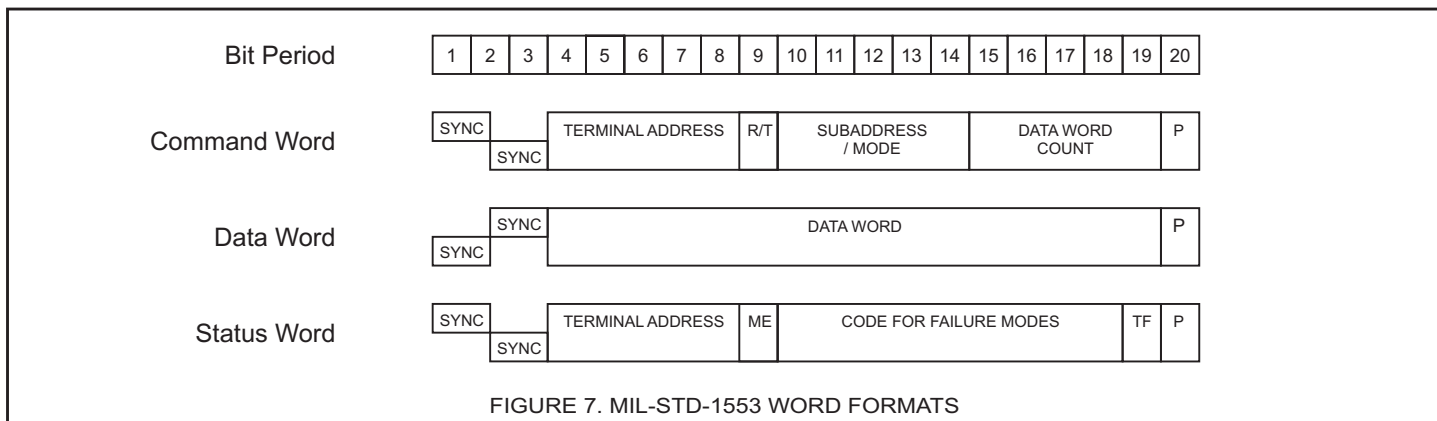 Bit Period 1 2 3 4 5 6 7 8 9 10 11 12 13 14 15 16 17 18 19 20
Command Word SYNC SYNC TERMINAL ADDRESS R/T SUBADDRESS / MODE DATA WORD COUNT P
Data Word SYNC SYNC DATA WORD P
Status Word SYNC SYNC TERMINAL ADDRESS ME CODE FOR FAILURE MODES TF P
FIGURE 7. MIL-STD-1553 WORD FORMATS